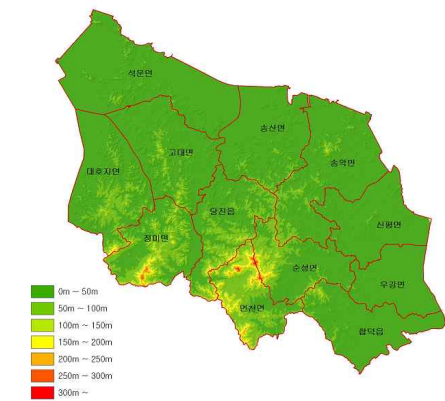 석문면
송산면
고대면
송악면
대호지면
당진읍
신평면
정미면
순성면
우강면
면천면
합덕읍
0m ~ 50m
50m ~ 100m
100m ~ 150m
150m ~ 200m
200m ~ 250m
250m ~ 300m
300m ~